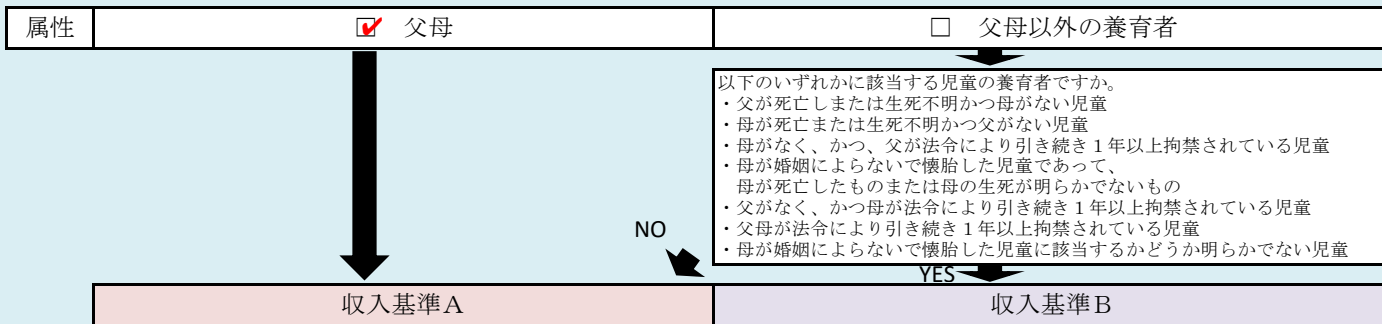 属性 ☑ 父母 □ 父母以外の養育者
以下のいずれかに該当する児童の養育者ですか。
・父が死亡しまたは生死不明かつ母がない児童
・母が死亡または生死不明かつ父がない児童
・母がなく、かつ、父が法令により引き続き１年以上拘禁されている児童
・母が婚姻によらないで懐胎した児童であって、
母が死亡したものまたは母の生死が明らかでないもの
・父がなく、かつ母が法令により引き続き１年以上拘禁されている児童
・父母が法令により引き続き１年以上拘禁されている児童
・母が婚姻によらないで懐胎した児童に該当するかどうか明らかでない児童
NO
YES
収入基準A 収入基準B